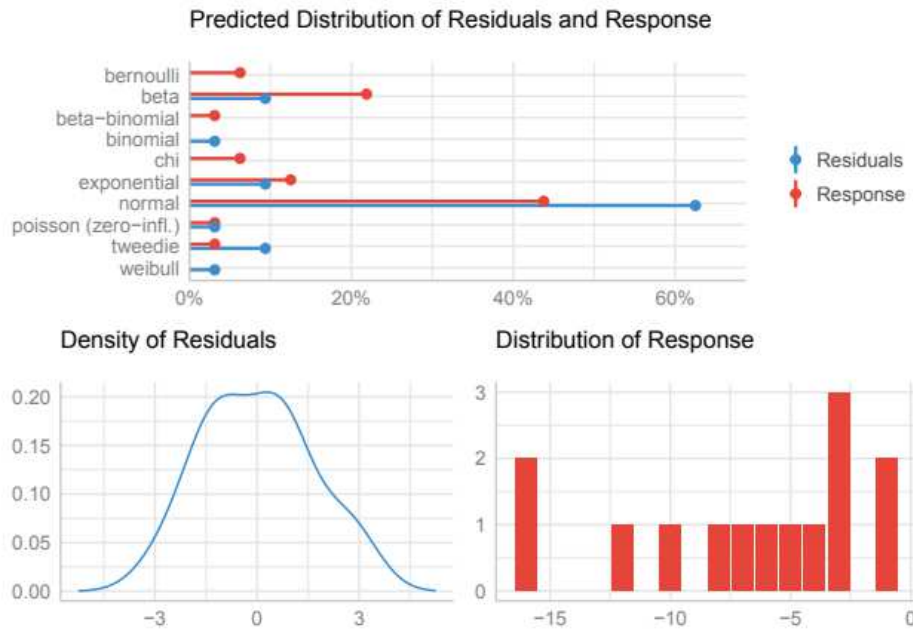 Predicted Distribution of Residuals and Response
bernoulli
beta
beta−binomial
binomial
chi
exponential
normal
poisson (zero−infl.)
tweedie
weibull
0% 20% 40% 60%
Residuals
Response
Density of Residuals
0.20
0.15
0.10
0.05
0.00
−3 0 3
Distribution of Response
3
2
1
0
−15 −10 −5 0